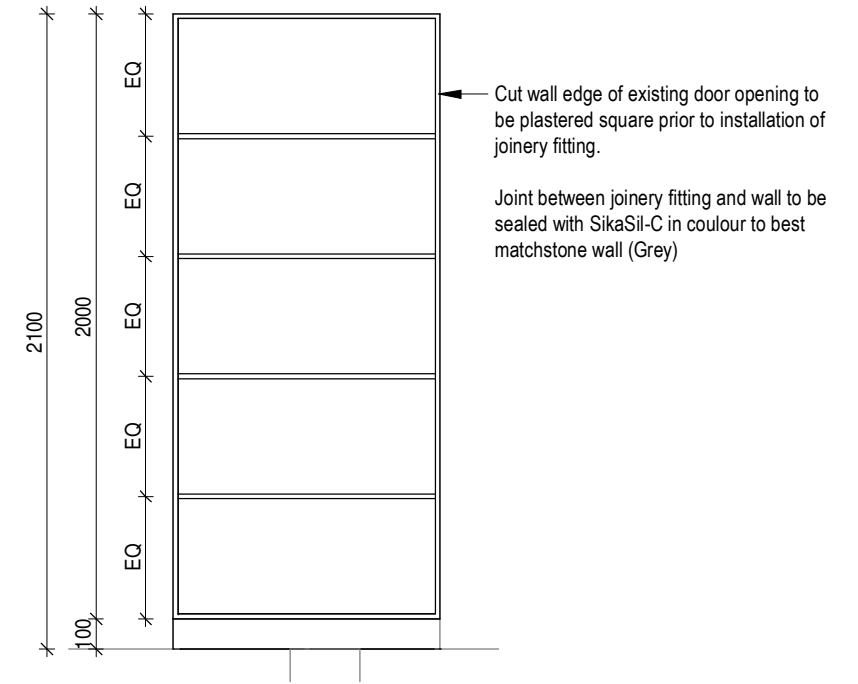 EQ
EQ
EQ
EQ
EQ
2100
2000
100
Cut wall edge of existing door opening to
be plastered square prior to installation of
joinery fitting.
Joint between joinery fitting and wall to be
sealed with SikaSil-C in coulour to best
matchstone wall (Grey)